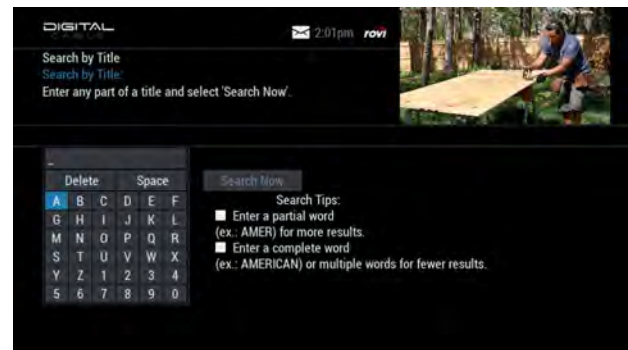 DIGITAL
2:01pm rovi
Search by Title
Search by Title:
Enter any part of a title and select 'Search Now'.
_
Delete Space
Search Now
Search Tips:
A B C D E F
Enter a partial word
G H I J K L
(ex.: AMER) for more results.
M N O P Q R
Enter a complete word
S T U V W X
(ex.: AMERICAN) or multiple words for fewer results.
Y Z 1 2 3 4
5 6 7 8 9 0